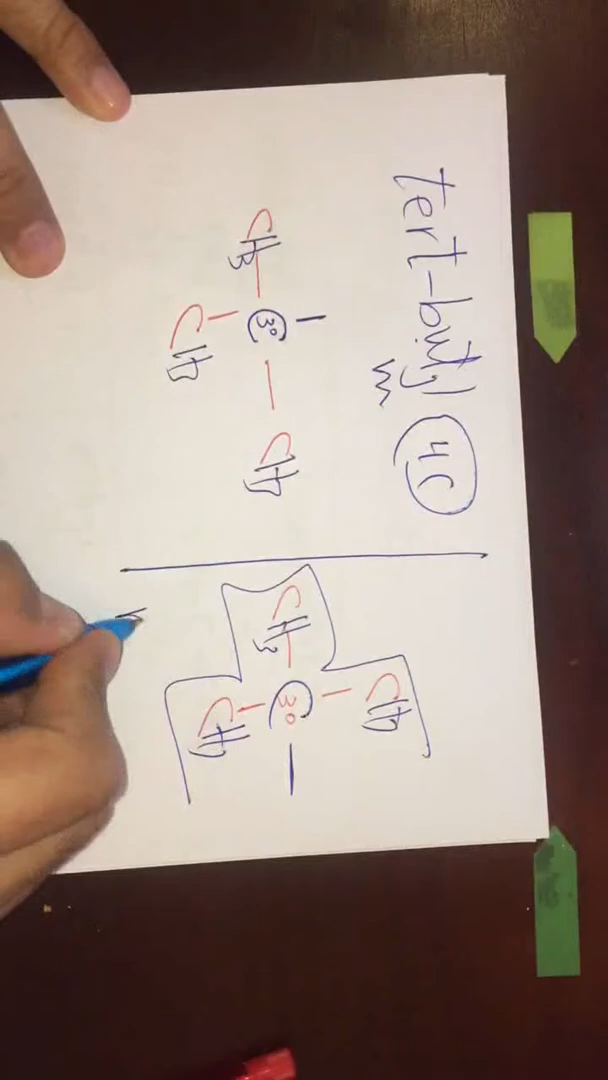 tert-butyl 4C
CH3 — C 3° — CH3
CH3
CH3
CH3 — C 3° —
CH3